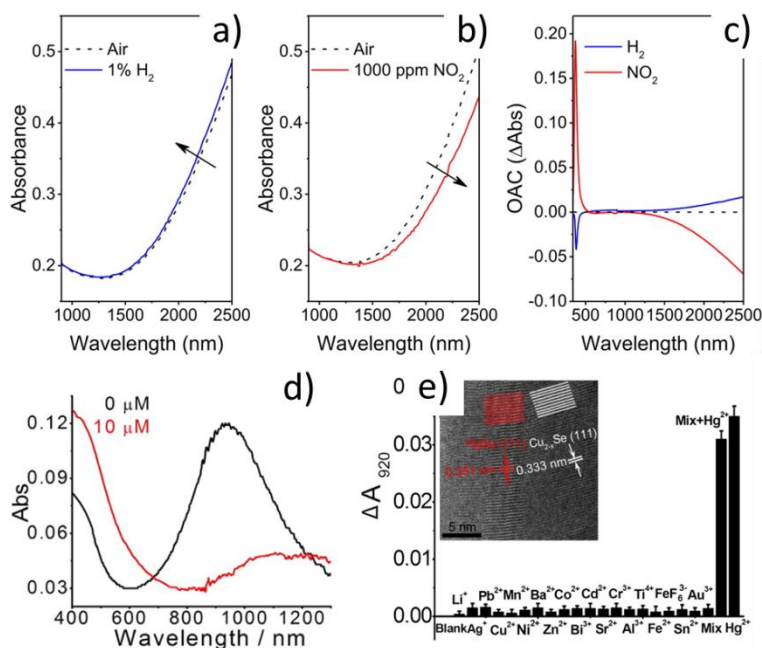 a)
Air
1% H₂
Absorbance
0.5
0.4
0.3
0.2
1000 1500 2000 2500
Wavelength (nm)
b)
Air
1000 ppm NO₂
Absorbance
0.5
0.4
0.3
0.2
1000 1500 2000 2500
Wavelength (nm)
c)
H₂
NO₂
OAC (ΔAbs)
0.20
0.15
0.10
0.05
0.00
-0.05
-0.10
500 1000 1500 2000 2500
Wavelength (nm)
d)
0 μM
10 μM
Abs
0.12
0.09
0.06
0.03
400 600 800 1000 1200
Wavelength / nm
e)
0
ΔA 920
0.03
0.02
0.01
0.00
Cu₂₋ₓSe (111)
0.333 nm
5 nm
Mix+Hg²⁺
Li⁺ Pb²⁺ Mn²⁺ Ba²⁺ Co²⁺ Cd²⁺ Cr³⁺ Ti⁴⁺ FeF₆³⁻ Au³⁺
Blank Ag⁺ Cu²⁺ Ni²⁺ Zn²⁺ Bi³⁺ Sr²⁺ Al³⁺ Fe²⁺ Sn²⁺ Mix Hg²⁺